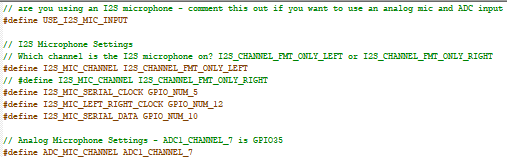 // are you using an I2S microphone - comment this out if you want to use an analog mic and ADC input
#define USE_I2S_MIC_INPUT

// I2S Microphone Settings
// Which channel is the I2S microphone on? I2S_CHANNEL_FMT_ONLY_LEFT or I2S_CHANNEL_FMT_ONLY_RIGHT
#define I2S_MIC_CHANNEL I2S_CHANNEL_FMT_ONLY_LEFT
// #define I2S_MIC_CHANNEL I2S_CHANNEL_FMT_ONLY_RIGHT
#define I2S_MIC_SERIAL_CLOCK GPIO_NUM_5
#define I2S_MIC_LEFT_RIGHT_CLOCK GPIO_NUM_12
#define I2S_MIC_SERIAL_DATA GPIO_NUM_10

// Analog Microphone Settings - ADC1_CHANNEL_7 is GPIO35
#define ADC_MIC_CHANNEL ADC1_CHANNEL_7